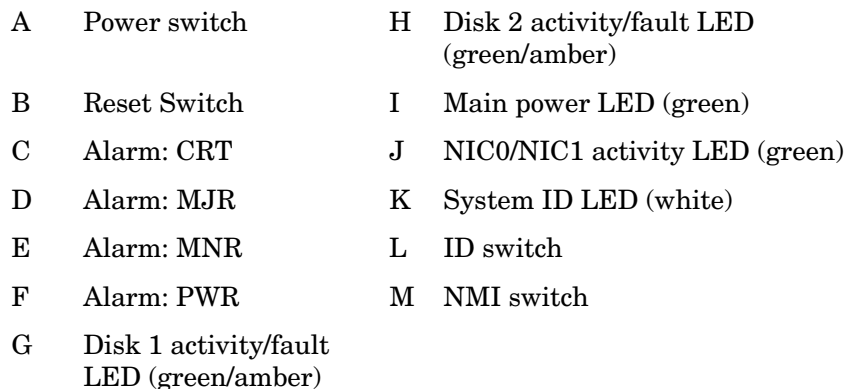 A Power switch H Disk 2 activity/fault LED
(green/amber)
B Reset Switch I Main power LED (green)
C Alarm: CRT J NIC0/NIC1 activity LED (green)
D Alarm: MJR K System ID LED (white)
E Alarm: MNR L ID switch
F Alarm: PWR M NMI switch
G Disk 1 activity/fault
LED (green/amber)